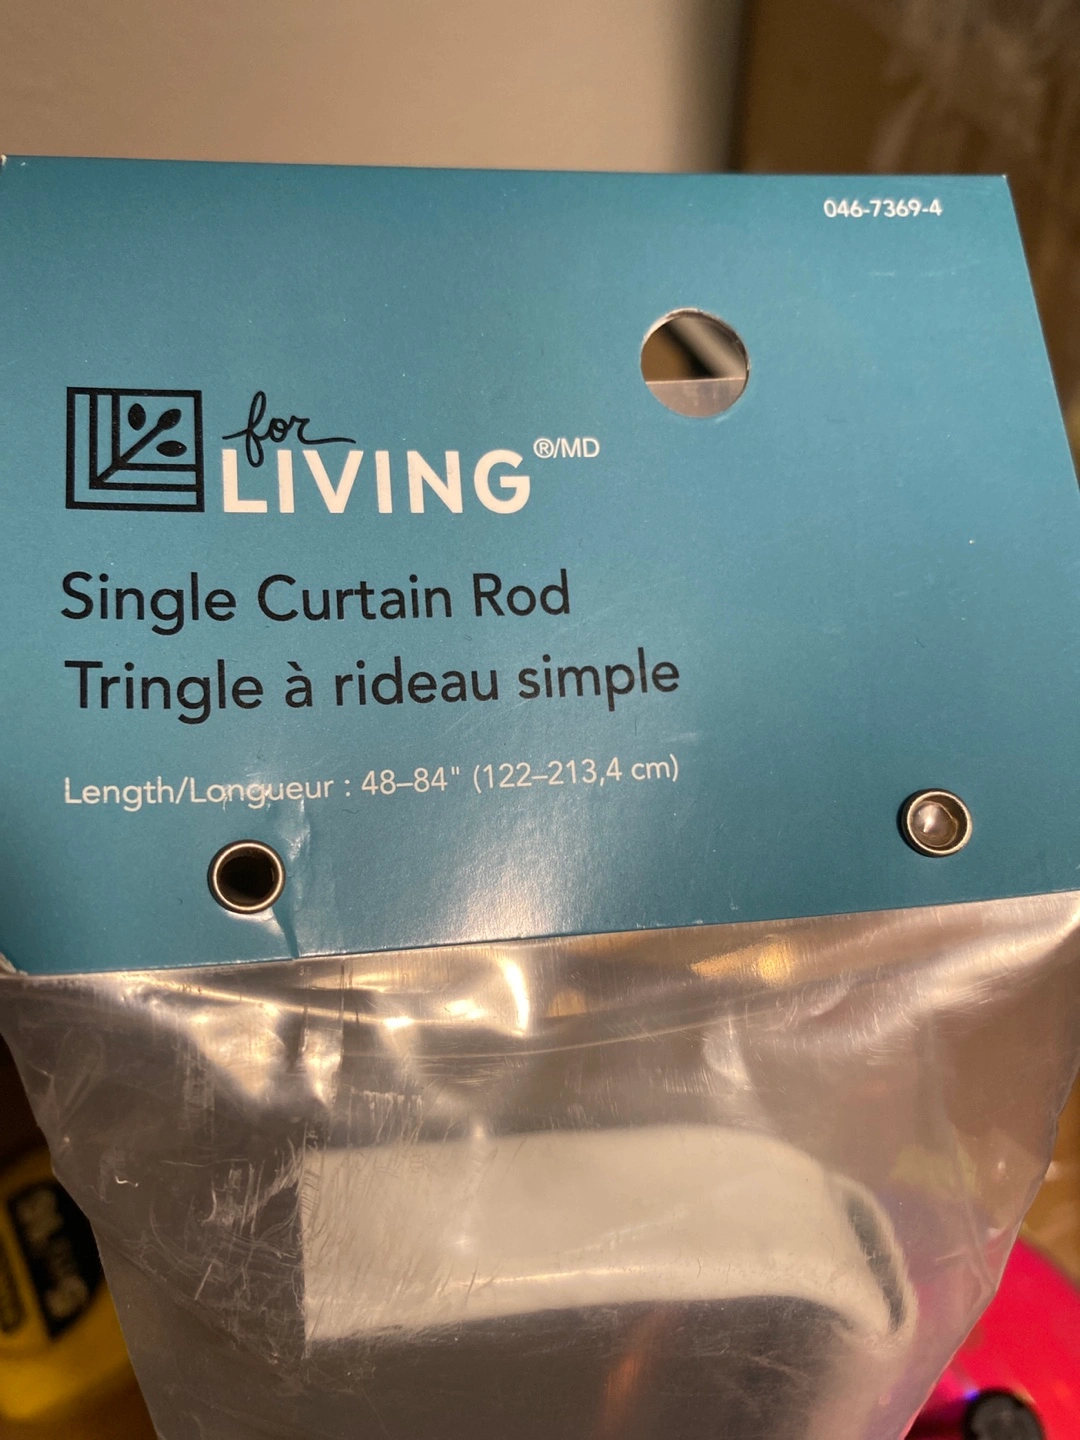 046-7369-4
for
LIVING®/MD
Single Curtain Rod
Tringle à rideau simple
Length/Longueur : 48–84" (122–213,4 cm)